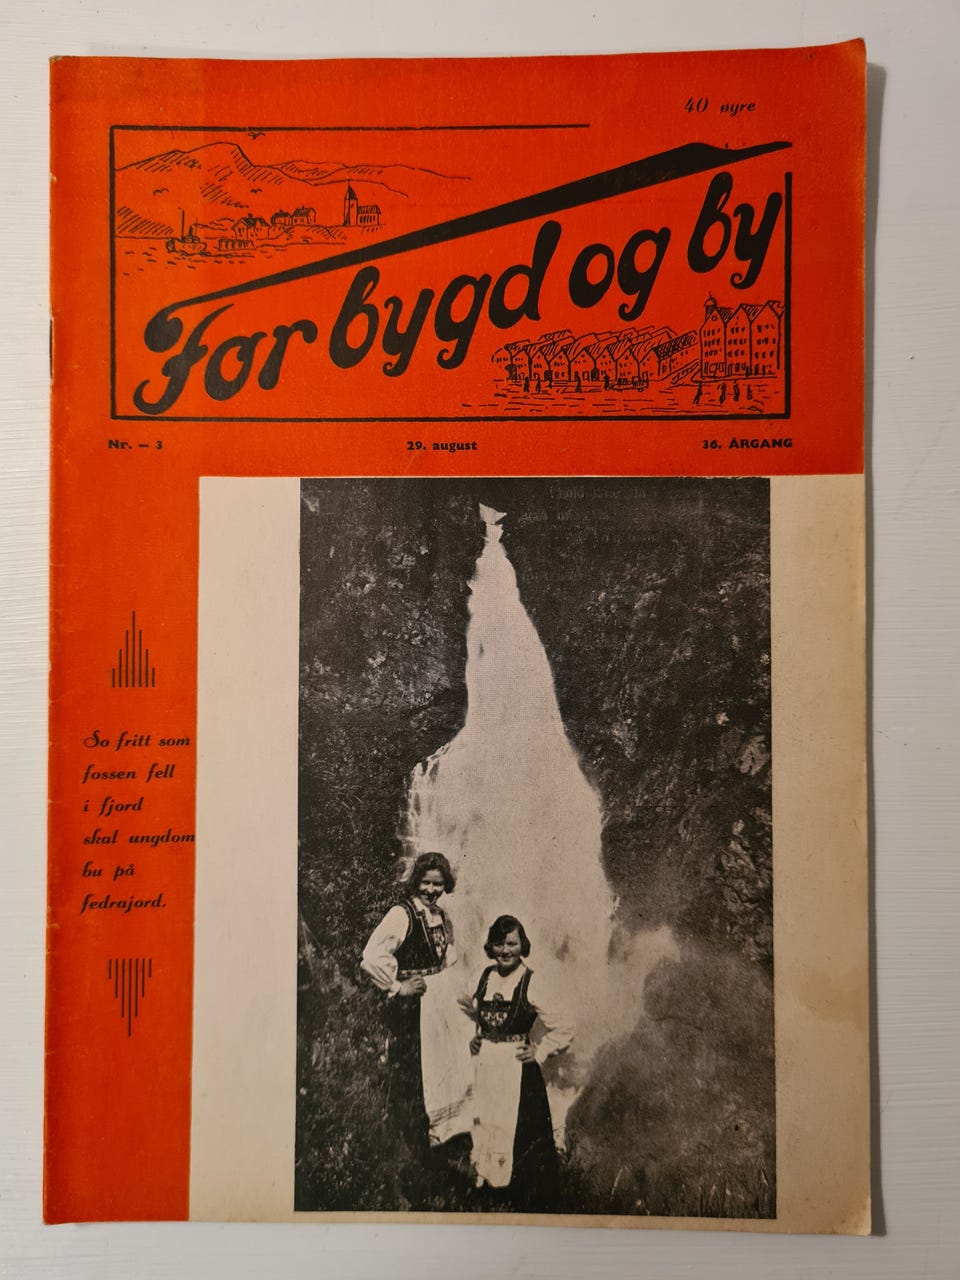 40 øyre
For bygd og by
Nr. – 3
29. august
36. ÅRGANG
So fritt som
fossen fell
i fjord
skal ungdom
bu på
fedrajord.